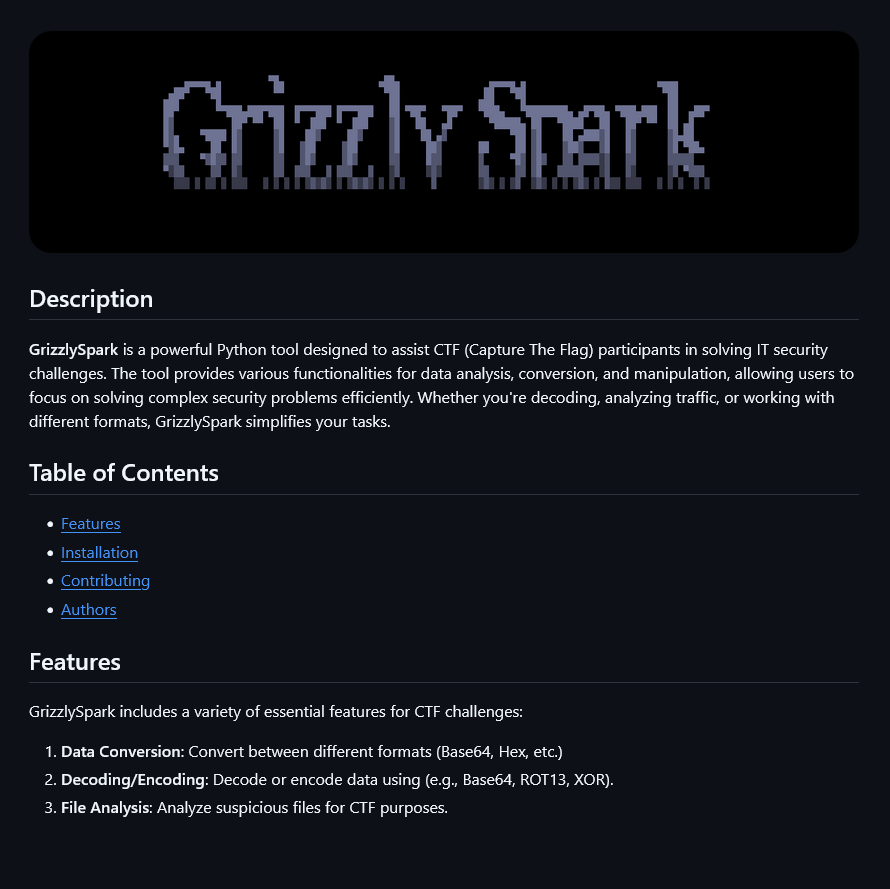 Grizzly Spark
Description
GrizzlySpark is a powerful Python tool designed to assist CTF (Capture The Flag) participants in solving IT security
challenges. The tool provides various functionalities for data analysis, conversion, and manipulation, allowing users to
focus on solving complex security problems efficiently. Whether you're decoding, analyzing traffic, or working with
different formats, GrizzlySpark simplifies your tasks.
Table of Contents
• Features
• Installation
• Contributing
• Authors
Features
GrizzlySpark includes a variety of essential features for CTF challenges:
1. Data Conversion: Convert between different formats (Base64, Hex, etc.)
2. Decoding/Encoding: Decode or encode data using (e.g., Base64, ROT13, XOR).
3. File Analysis: Analyze suspicious files for CTF purposes.